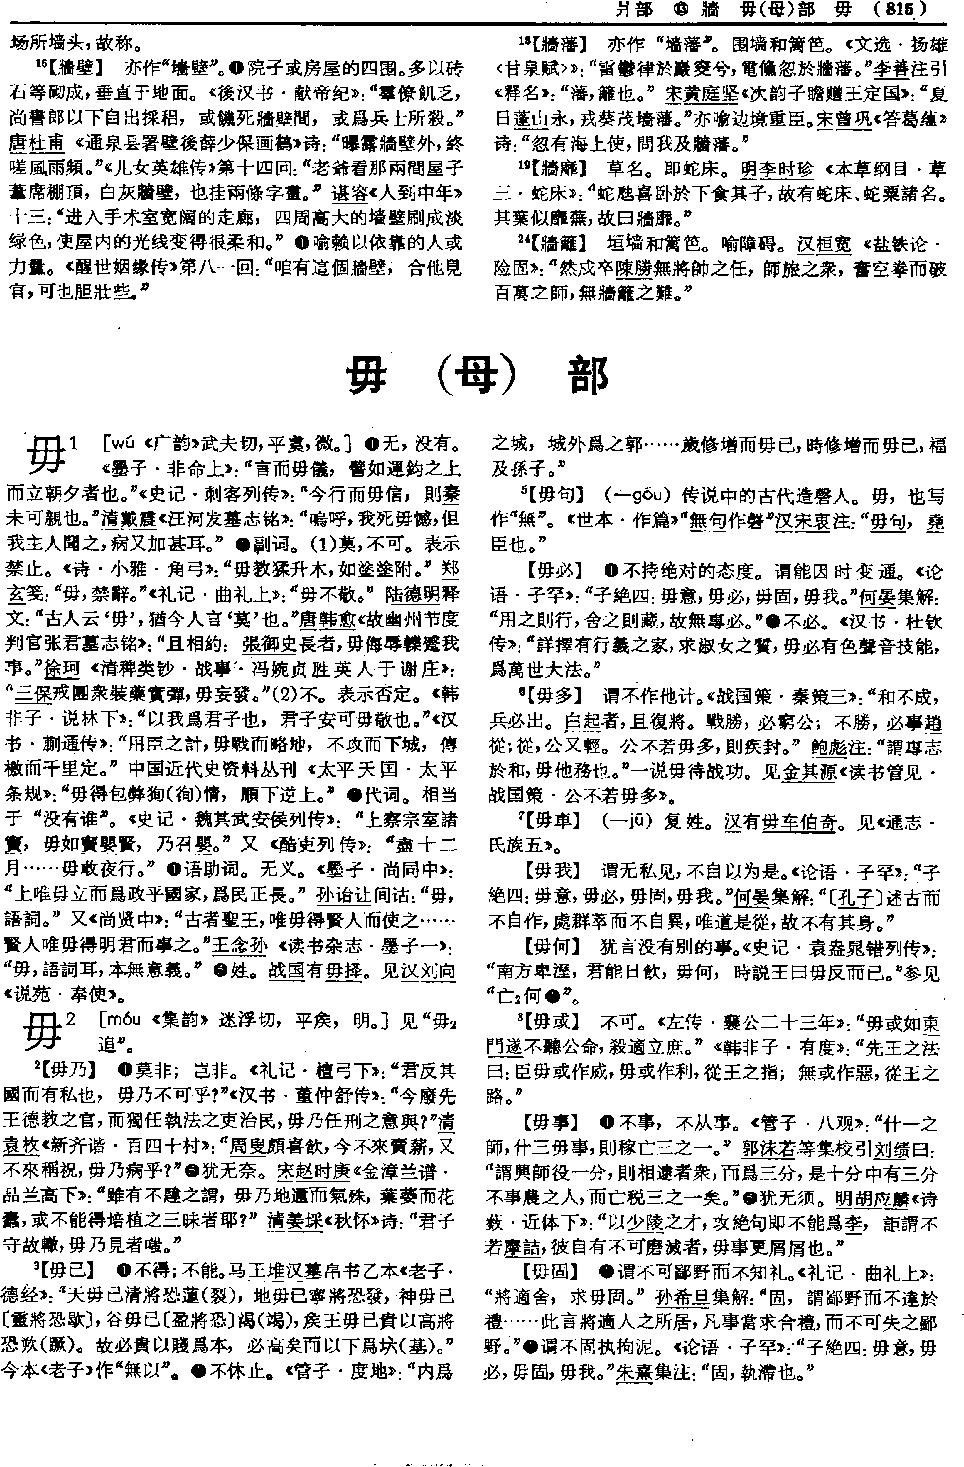 爿部 ⑬ 牆 毋(母)部 毋 (815)
场所墙头,故称。
16【牆壁】 亦作“墻壁”。❶院子或房屋的四围。多以砖
石等砌成,垂直于地面。《後汉书·献帝纪》:“羣僚飢乏,
尚書郎以下自出採稆,或饑死牆壁間,或爲兵士所殺。”
唐杜甫《通泉县署壁後薛少保画鹤》诗:“曝露牆壁外,終
嗟風雨頻。”《儿女英雄传》第十四回:“老爺看那兩間屋子
葦席棚頂,白灰牆壁,也挂兩條字畫。”谌容《人到中年》
十三:“进入手术室宽阔的走廊,四周高大的墙壁刷成淡
绿色,使屋内的光线变得很柔和。”❷喻赖以依靠的人或
力量。《醒世姻缘传》第八一回:“咱有這個牆壁,合他見
官,可也胆壯些。”
18【牆藩】 亦作“墻藩”。围墙和篱笆。《文选·扬雄
〈甘泉赋〉》:“雷鬱律於巖窔兮,電儵忽於牆藩。”李善注引
《释名》:“藩,籬也。”宋黄庭坚《次韵子瞻赠王定国》:“夏
日蓬山永,戎葵茂墻藩。”亦喻边境重臣。宋曾巩《答葛蕴》
诗:“忽有海上使,問我及牆藩。”
19【牆靡】 草名。即蛇床。明李时珍《本草纲目·草
三·蛇床》:“蛇虺喜卧於下食其子,故有蛇床、蛇粟諸名。
其葉似蘼蕪,故曰牆蘼。”
24【牆籬】 垣墙和篱笆。喻障碍。汉桓宽《盐铁论·
险固》:“然戍卒陳勝無將帥之任,師旅之衆,奮空拳而破
百萬之師,無牆籬之難。”
毋 (母) 部
毋1 [wú 《广韵》武夫切,平虞,微。] ❶无,没有。
《墨子·非命上》:“言而毋儀,譬如運鈞之上
而立朝夕者也。”《史记·刺客列传》:“今行而毋信,則秦
未可親也。”清戴震《汪河发墓志铭》:“嗚呼,我死毋憾,但
我主人聞之,病又加甚耳。”❷副词。(1)莫,不可。表示
禁止。《诗·小雅·角弓》:“毋教猱升木,如塗塗附。”郑
玄笺:“毋,禁辭。”《礼记·曲礼上》:“毋不敬。”陆德明释
文:“古人云‘毋’,猶今人言‘莫’也。”唐韩愈《故幽州节度
判官张君墓志铭》:“且相約:張御史長者,毋侮辱轢蹙我
事。”徐珂《清稗类钞·战事·冯婉贞胜英人于谢庄》:
“三保戒團衆裝藥實彈,毋妄發。”(2)不。表示否定。《韩
非子·说林下》:“以我爲君子也,君子安可毋敬也。”《汉
书·蒯通传》:“用臣之計,毋戰而略地,不攻而下城,傳
檄而千里定。”中国近代史资料丛刊《太平天国·太平
条规》:“毋得包弊狥(徇)情,順下逆上。”❸代词。相当
于“没有谁”。《史记·魏其武安侯列传》:“上察宗室諸
竇,毋如竇嬰賢,乃召嬰。”又《酷吏列传》:“盡十二
月……毋敢夜行。”❹语助词。无义。《墨子·尚同中》:
“上唯毋立而爲政乎國家,爲民正長。”孙诒让间诂:“毋,
語詞。”又《尚贤中》:“古者聖王,唯毋得賢人而使之……
賢人唯毋得明君而事之。”王念孙《读书杂志·墨子一》:
“毋,語詞耳,本無意義。”❺姓。战国有毋择。见汉刘向
《说苑·奉使》。
毋2 [móu 《集韵》迷浮切,平侯,明。] 见“毋2
追”。
2【毋乃】 ❶莫非;岂非。《礼记·檀弓下》:“君反其
國而有私也,毋乃不可乎?”《汉书·董仲舒传》:“今廢先
王德教之官,而獨任執法之吏治民,毋乃任刑之意與?”清
袁枚《新齐谐·百四十村》:“周叟頗喜飲,今不來賣薪,又
不來稱祝,毋乃病乎?”❷犹无奈。宋赵时庚《金漳兰谱·
品兰高下》:“雖有不踵之謂,毋乃地邇而氣殊,葉萎而花
蠹,或不能得培植之三昧者耶?”清姜埰《秋怀》诗:“君子
守故轍,毋乃見者嗤。”
3【毋已】 ❶不得;不能。马王堆汉墓帛书乙本《老子·
德经》:“天毋已清將恐蓮(裂),地毋已寧將恐發,神毋已
〔靈將恐歇〕,谷毋已〔盈將恐〕渴(竭),侯王毋已貴以高將
恐欮(蹶)。故必貴以賤爲本,必高矣而以下爲坉(基)。”
今本《老子》作“無以”。❷不休止。《管子·度地》:“内爲
之城,城外爲之郭……歲修增而毋已,時修增而毋已,福
及孫子。”
5【毋句】 (—gōu)传说中的古代造磬人。毋,也写
作“無”。《世本·作篇》“無句作磬”汉宋衷注:“毋句,堯
臣也。”
【毋必】 ❶不持绝对的态度。谓能因时变通。《论
语·子罕》:“子絶四:毋意,毋必,毋固,毋我。”何晏集解:
“用之則行,舍之則藏,故無專必。”❷不必。《汉书·杜钦
传》:“詳擇有行義之家,求淑女之質,毋必有色聲音技能,
爲萬世大法。”
6【毋多】 谓不作他计。《战国策·秦策三》:“和不成,
兵必出。白起者,且復將。戰勝,必窮公;不勝,必事趙
從;從,公又輕。公不若毋多,則疾封。”鲍彪注:“謂專志
於和,毋他務也。”一说毋待战功。见金其源《读书管见·
战国策·公不若毋多》。
7【毋車】 (—jū)复姓。汉有毋车伯奇。见《通志·
氏族五》。
【毋我】 谓无私见,不自以为是。《论语·子罕》:“子
絶四:毋意,毋必,毋固,毋我。”何晏集解:“〔孔子〕述古而
不自作,處群萃而不自異,唯道是從,故不有其身。”
【毋何】 犹言没有别的事。《史记·袁盎晁错列传》:
“南方卑溼,君能日飲,毋何,時説王曰毋反而已。”参见
“亡2何❷”。
8【毋或】 不可。《左传·襄公二十三年》:“毋或如東
門遂不聽公命,殺適立庶。”《韩非子·有度》:“先王之法
曰:臣毋或作威,毋或作利,從王之指;無或作惡,從王之
路。”
【毋事】 ❶不事,不从事。《管子·八观》:“什一之
師,什三毋事,則稼亡三之一。”郭沫若等集校引刘绩曰:
“謂興師役一分,則相逮者衆,而爲三分,是十分中有三分
不事農之人,而亡税三之一矣。”❷犹无须。明胡应麟《诗
薮·近体下》:“以少陵之才,攻絶句即不能爲李,詎謂不
若摩詰,彼自有不可磨滅者,毋事更屑屑也。”
【毋固】 ❶谓不可鄙野而不知礼。《礼记·曲礼上》:
“將適舍,求毋固。”孙希旦集解:“固,謂鄙野而不達於
禮……此言將適人之所居,凡事當求合禮,而不可失之鄙
野。”❷谓不固执拘泥。《论语·子罕》:“子絶四:毋意,毋
必,毋固,毋我。”朱熹集注:“固,執滯也。”